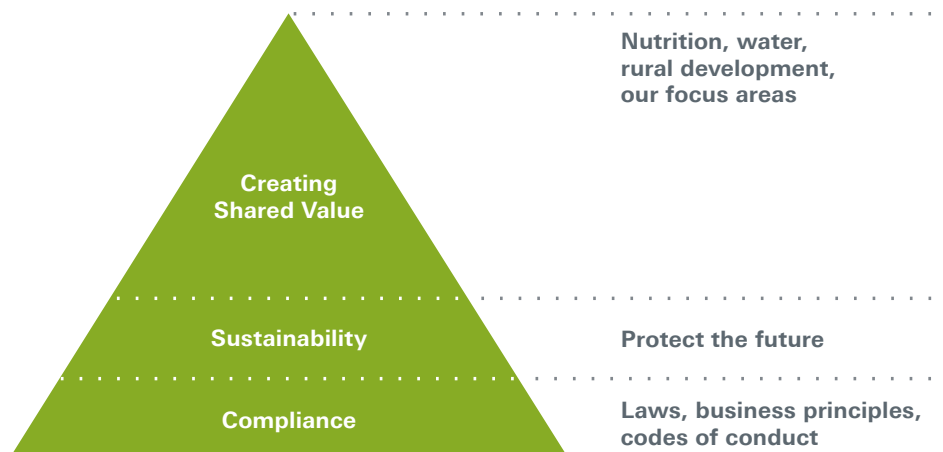 Nutrition, water,
rural development,
our focus areas
Creating
Shared Value
Sustainability
Protect the future
Compliance
Laws, business principles,
codes of conduct